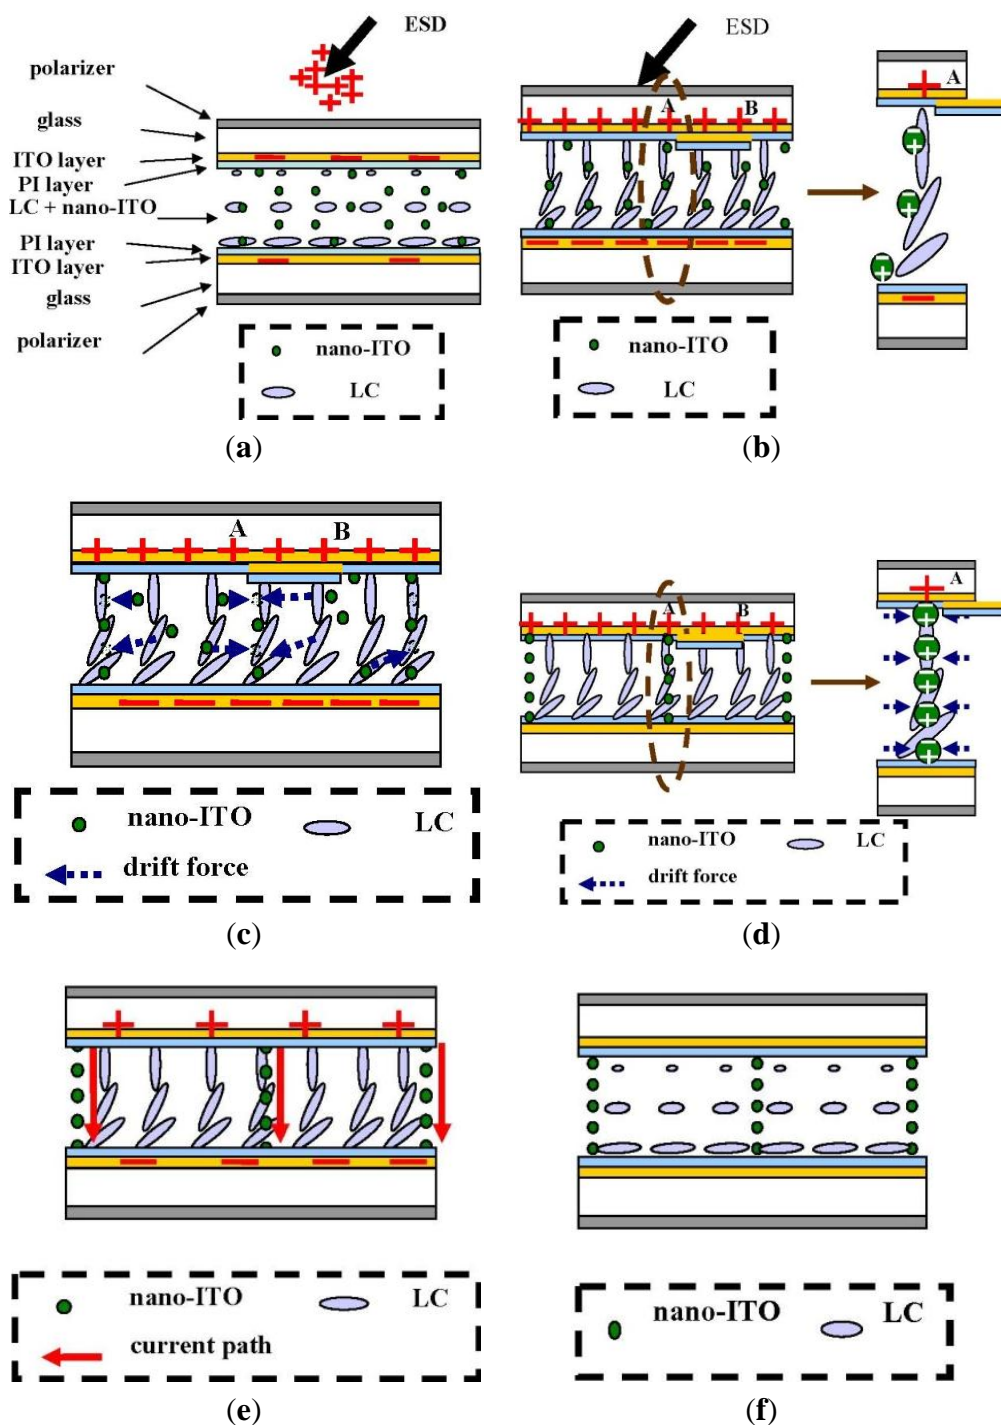 ESD
polarizer
glass
ITO layer
PI layer
LC + nano-ITO
PI layer
ITO layer
glass
polarizer
nano-ITO
LC
(a)
ESD
A
B
A
nano-ITO
LC
(b)
A
B
nano-ITO
LC
drift force
(c)
A
B
A
nano-ITO
LC
drift force
(d)
nano-ITO
LC
current path
(e)
nano-ITO
LC
(f)